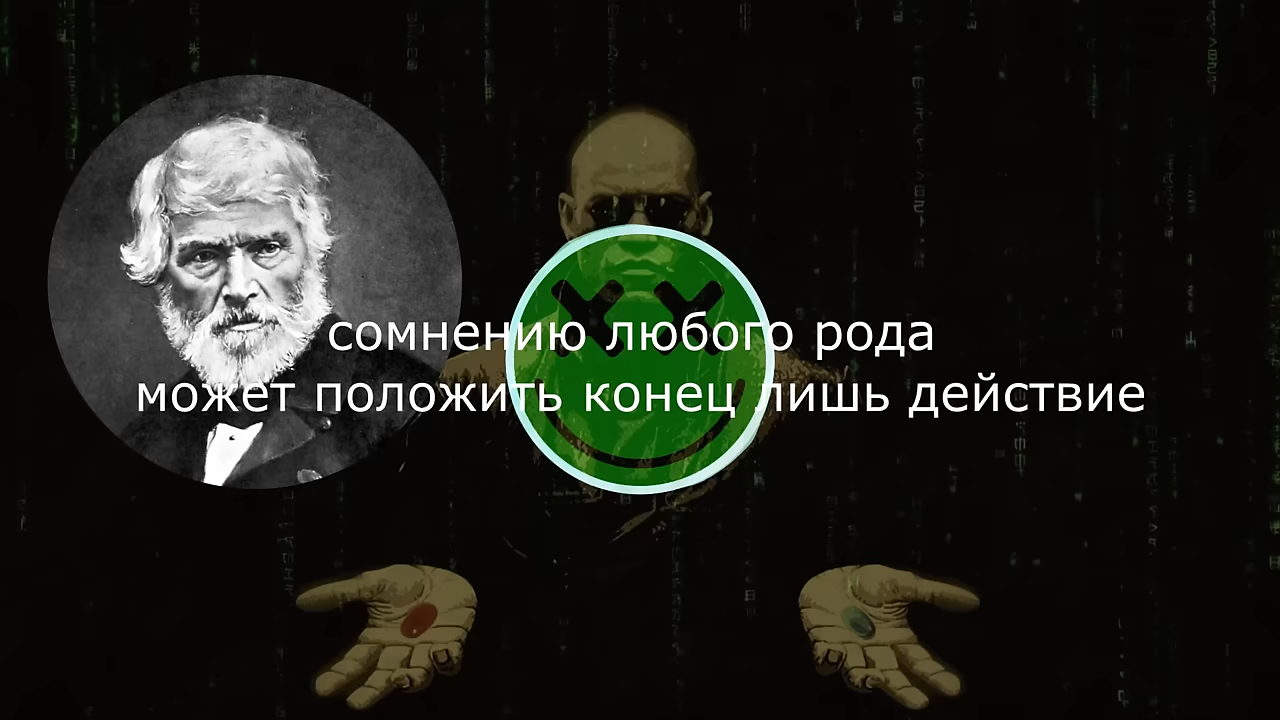 сомнению любого рода
может положить конец лишь действие